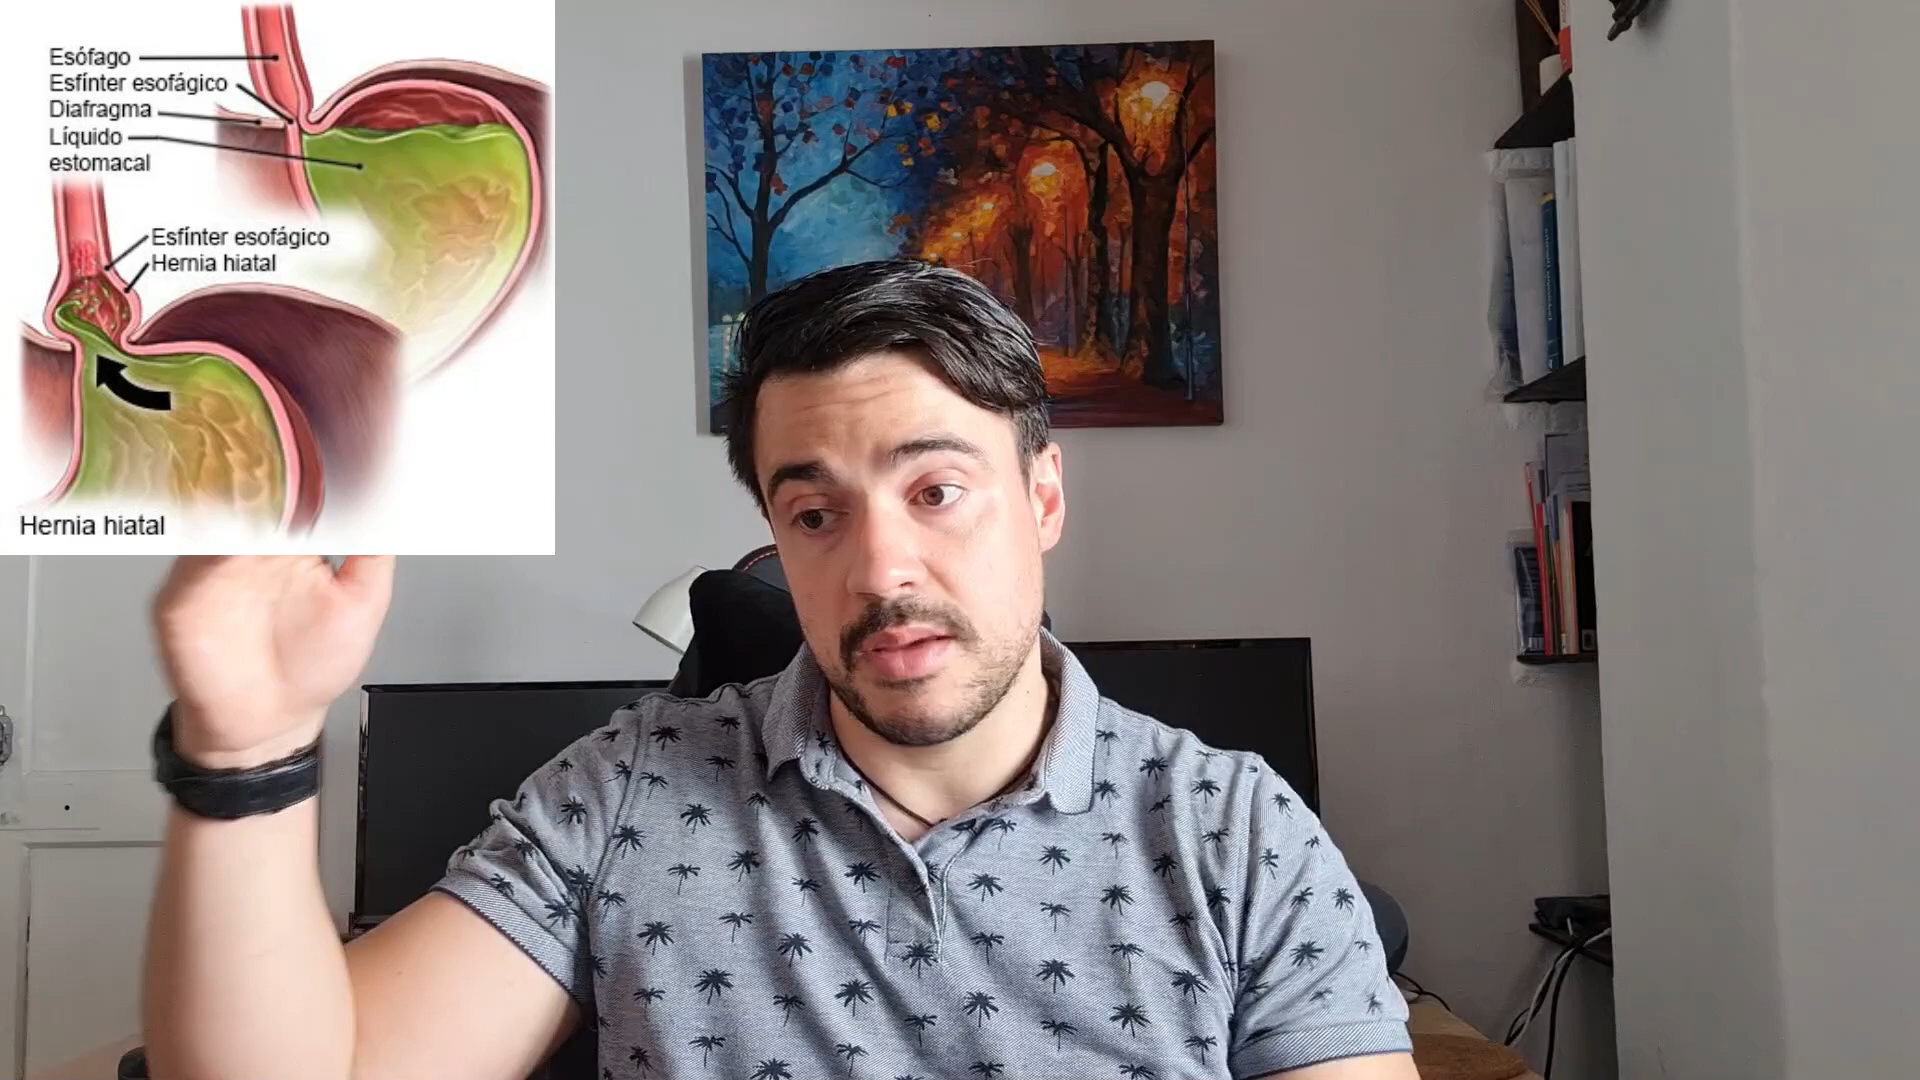 Esófago
Esfínter esofágico
Diafragma
Líquido
estomacal
Esfínter esofágico
Hernia hiatal
Hernia hiatal